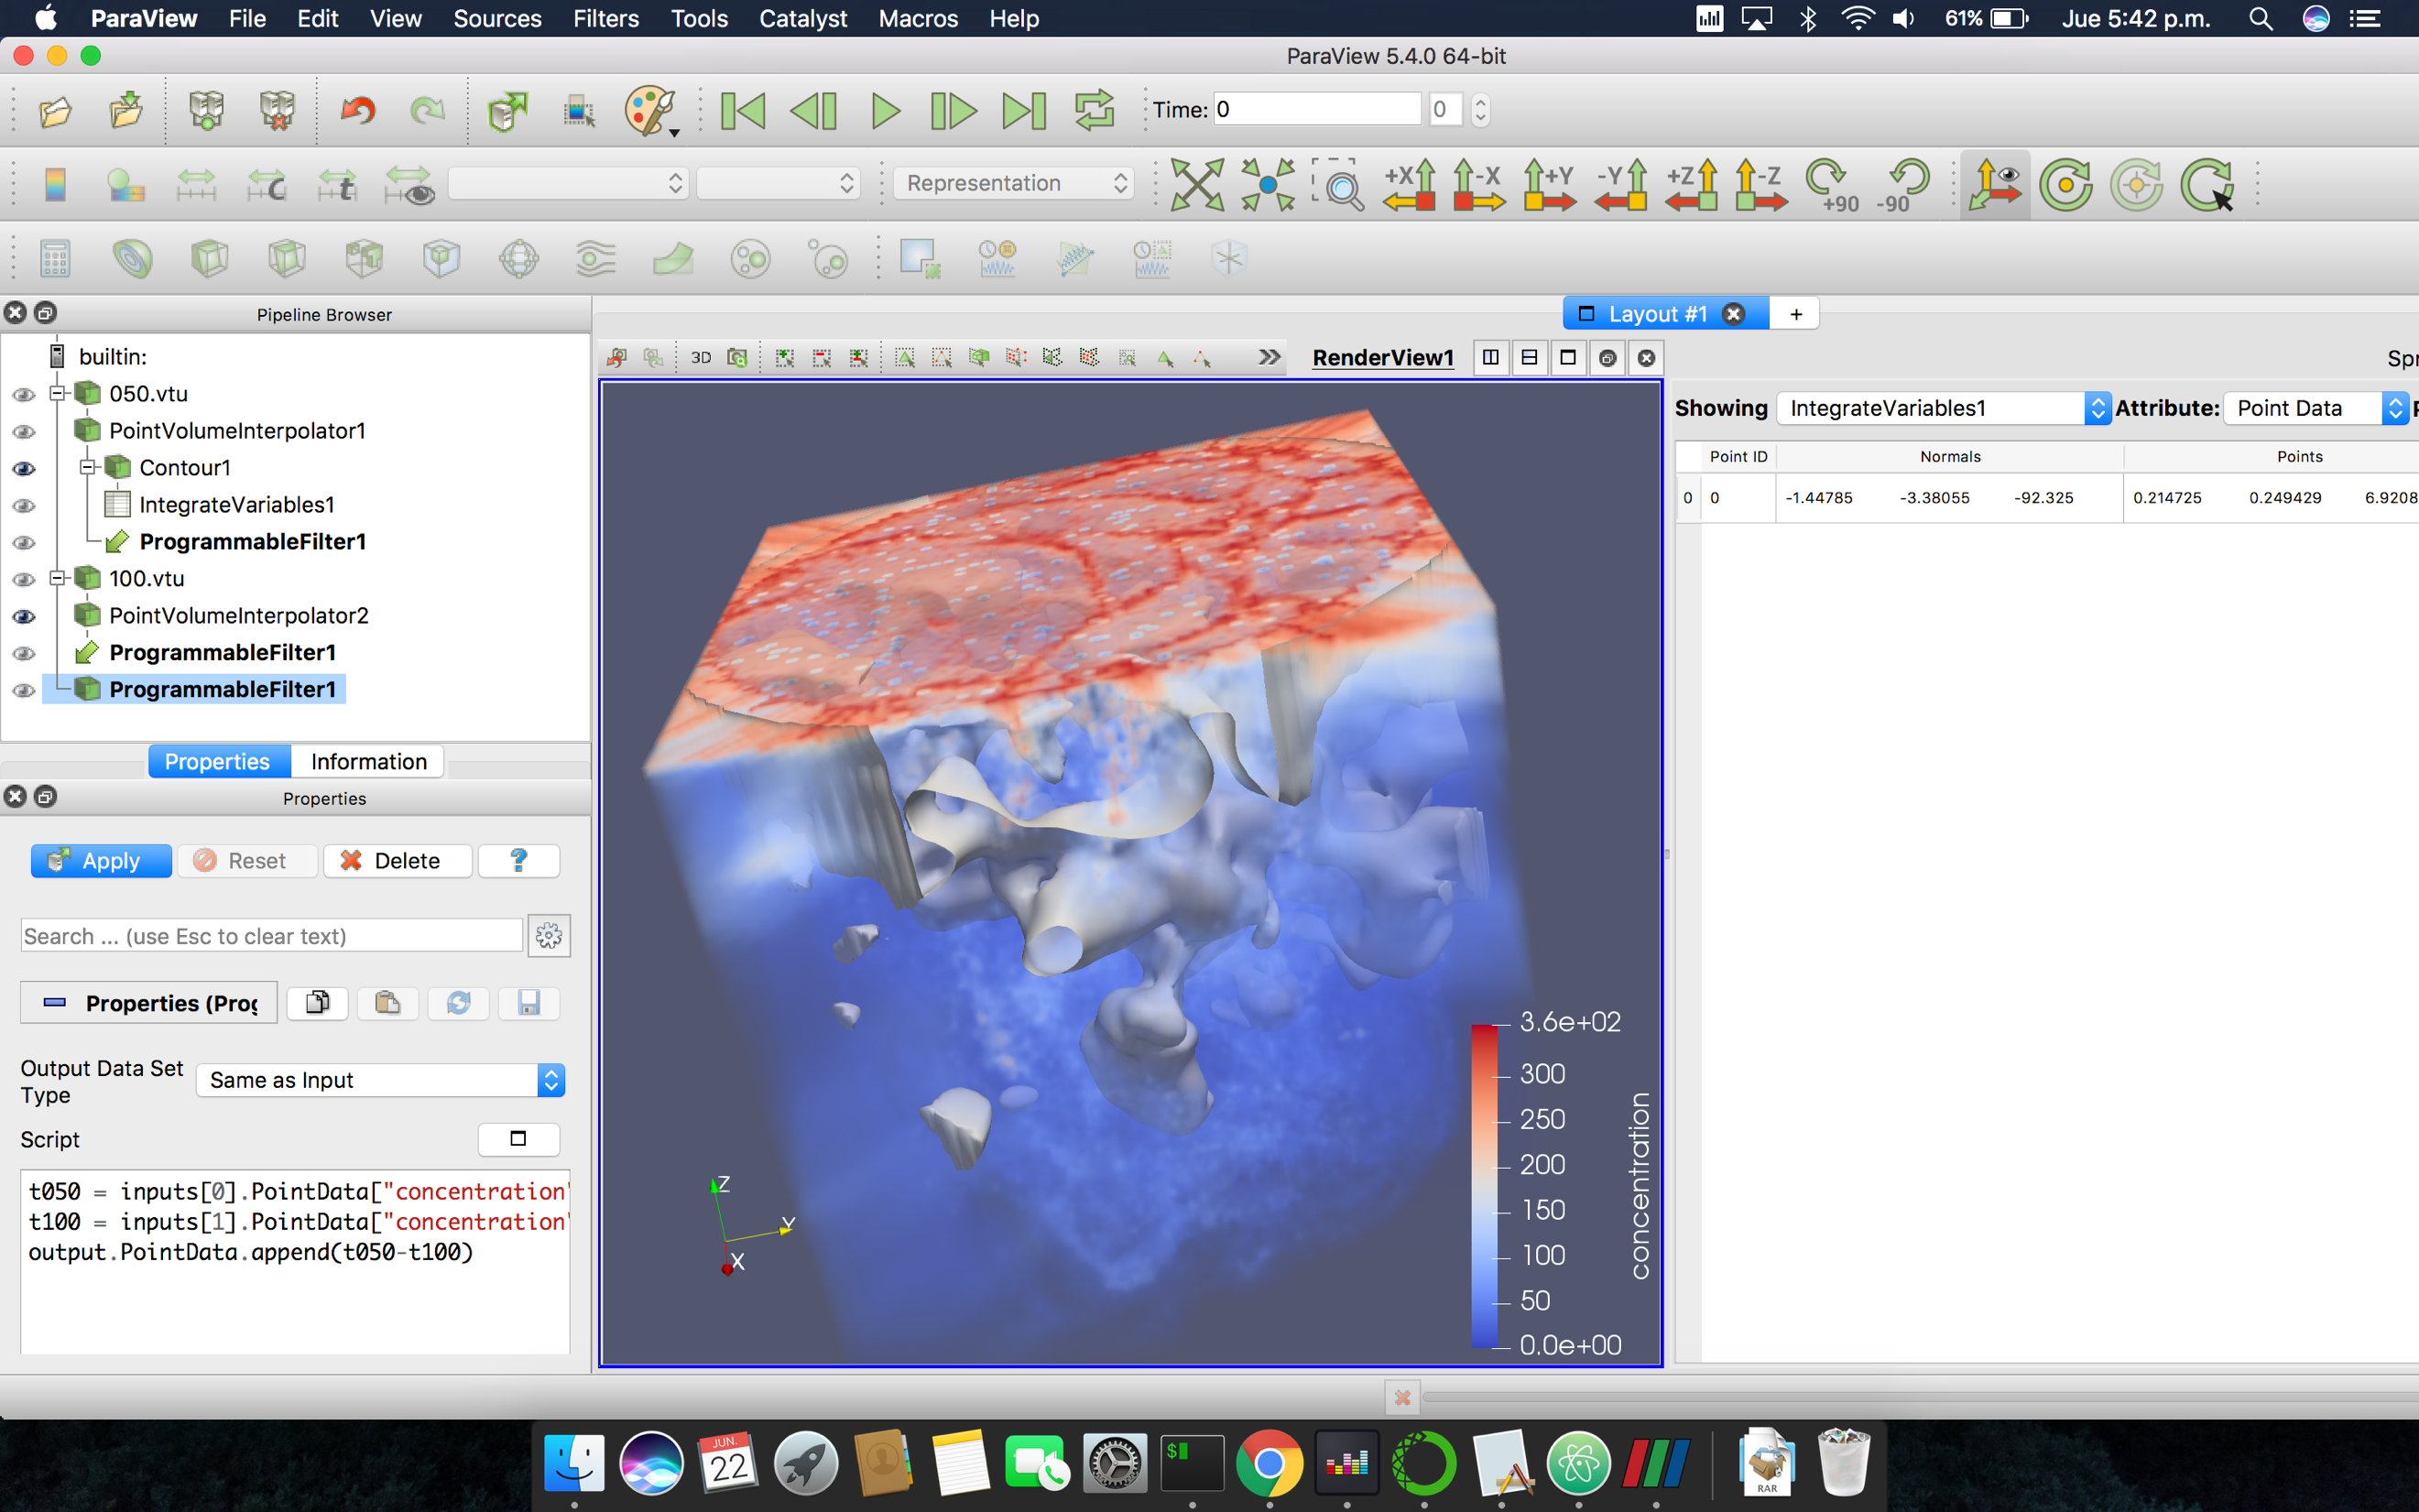 ParaView File Edit View Sources Filters Tools Catalyst Macros Help 61% Jue 5:42 p.m.
ParaView 5.4.0 64-bit
Time: 0 0
Representation +X -X +Y -Y +Z -Z +90 -90
Pipeline Browser
Layout #1 +
builtin:
050.vtu
PointVolumeInterpolator1
Contour1
IntegrateVariables1
ProgrammableFilter1
100.vtu
PointVolumeInterpolator2
ProgrammableFilter1
ProgrammableFilter1
3D RenderView1
Spr
Showing IntegrateVariables1 Attribute: Point Data
Point ID Normals Points
0 0 -1.44785 -3.38055 -92.325 0.214725 0.249429 6.9208
Properties Information
Properties
Apply Reset Delete ?
Search ... (use Esc to clear text)
Properties (Prog
Output Data Set
Type
Same as Input
Script
t050 = inputs[0].PointData["concentration"
t100 = inputs[1].PointData["concentration"
output.PointData.append(t050-t100)
Z
Y
X
3.6e+02
300
250
200
150
100
50
0.0e+00
concentration
JUN.
22
$
RAR